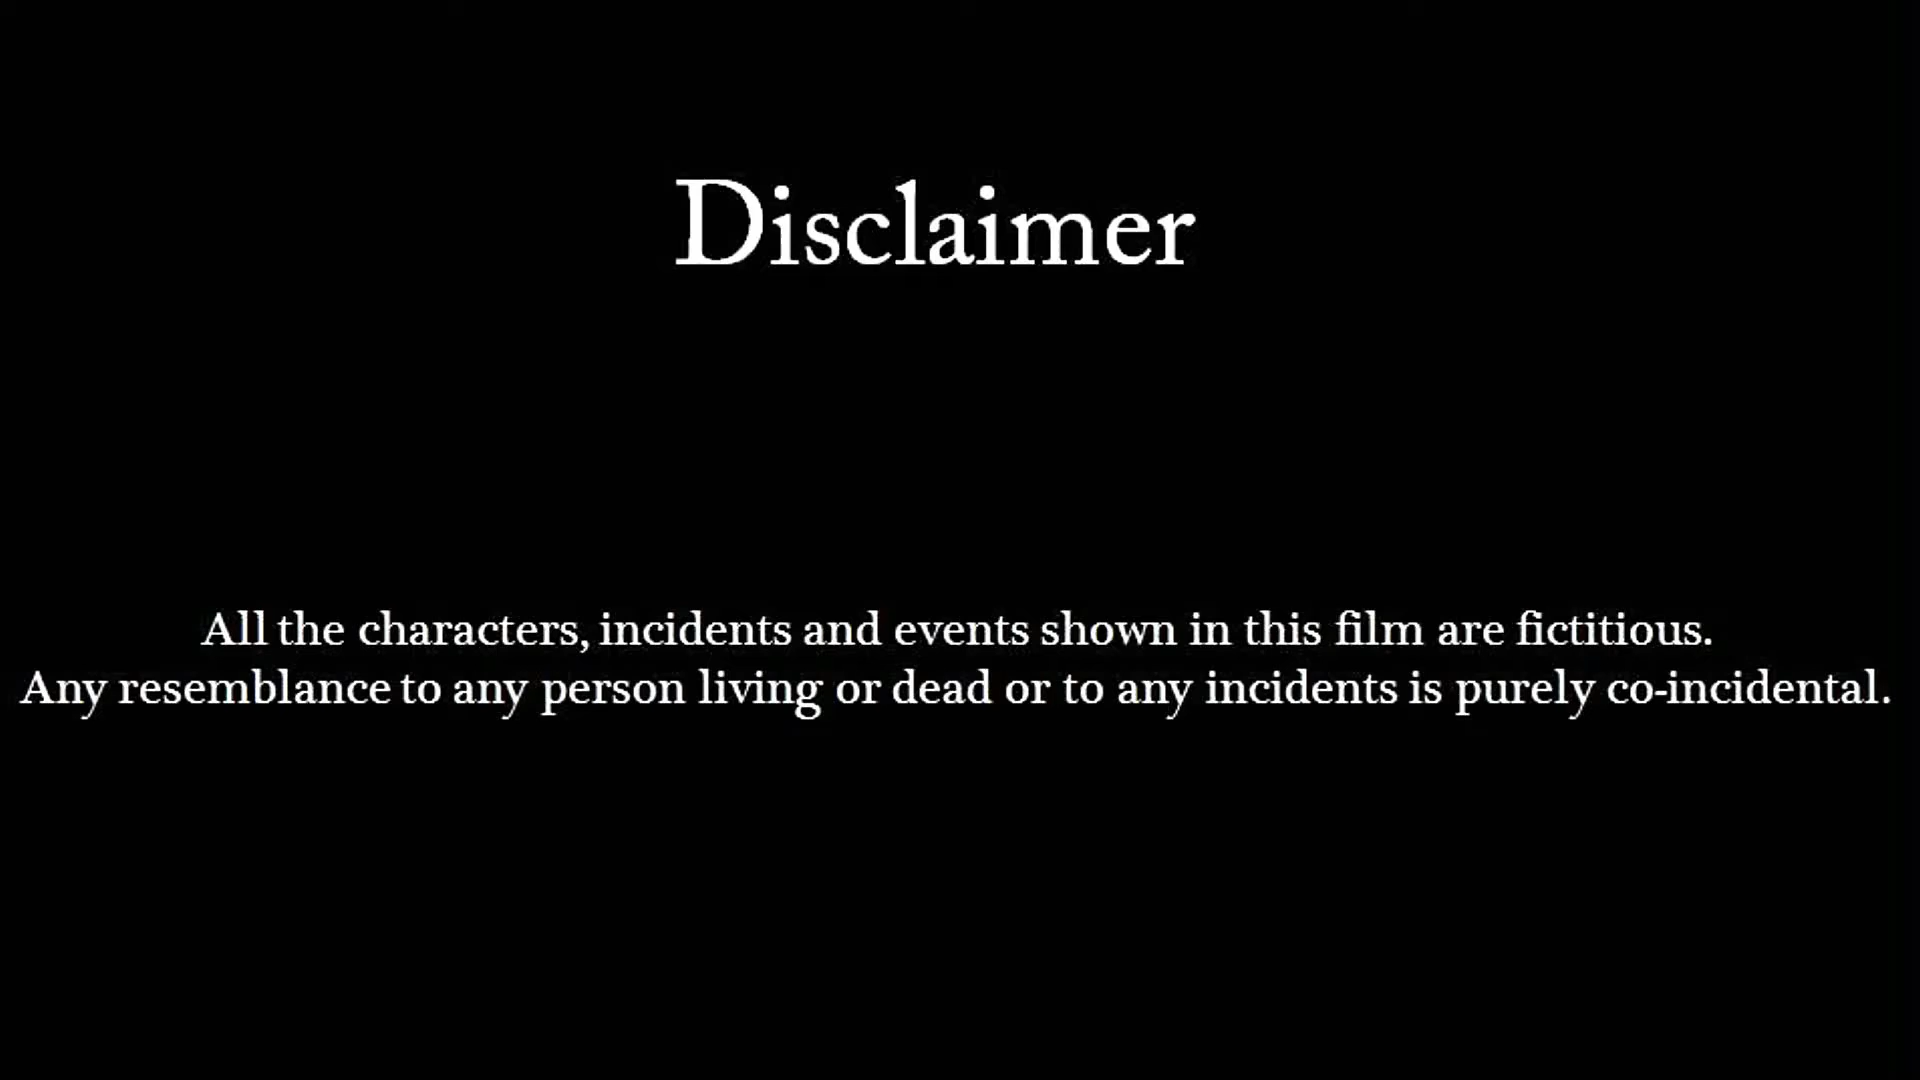 Disclaimer
All the characters, incidents and events shown in this film are fictitious.
Any resemblance to any person living or dead or to any incidents is purely co-incidental.